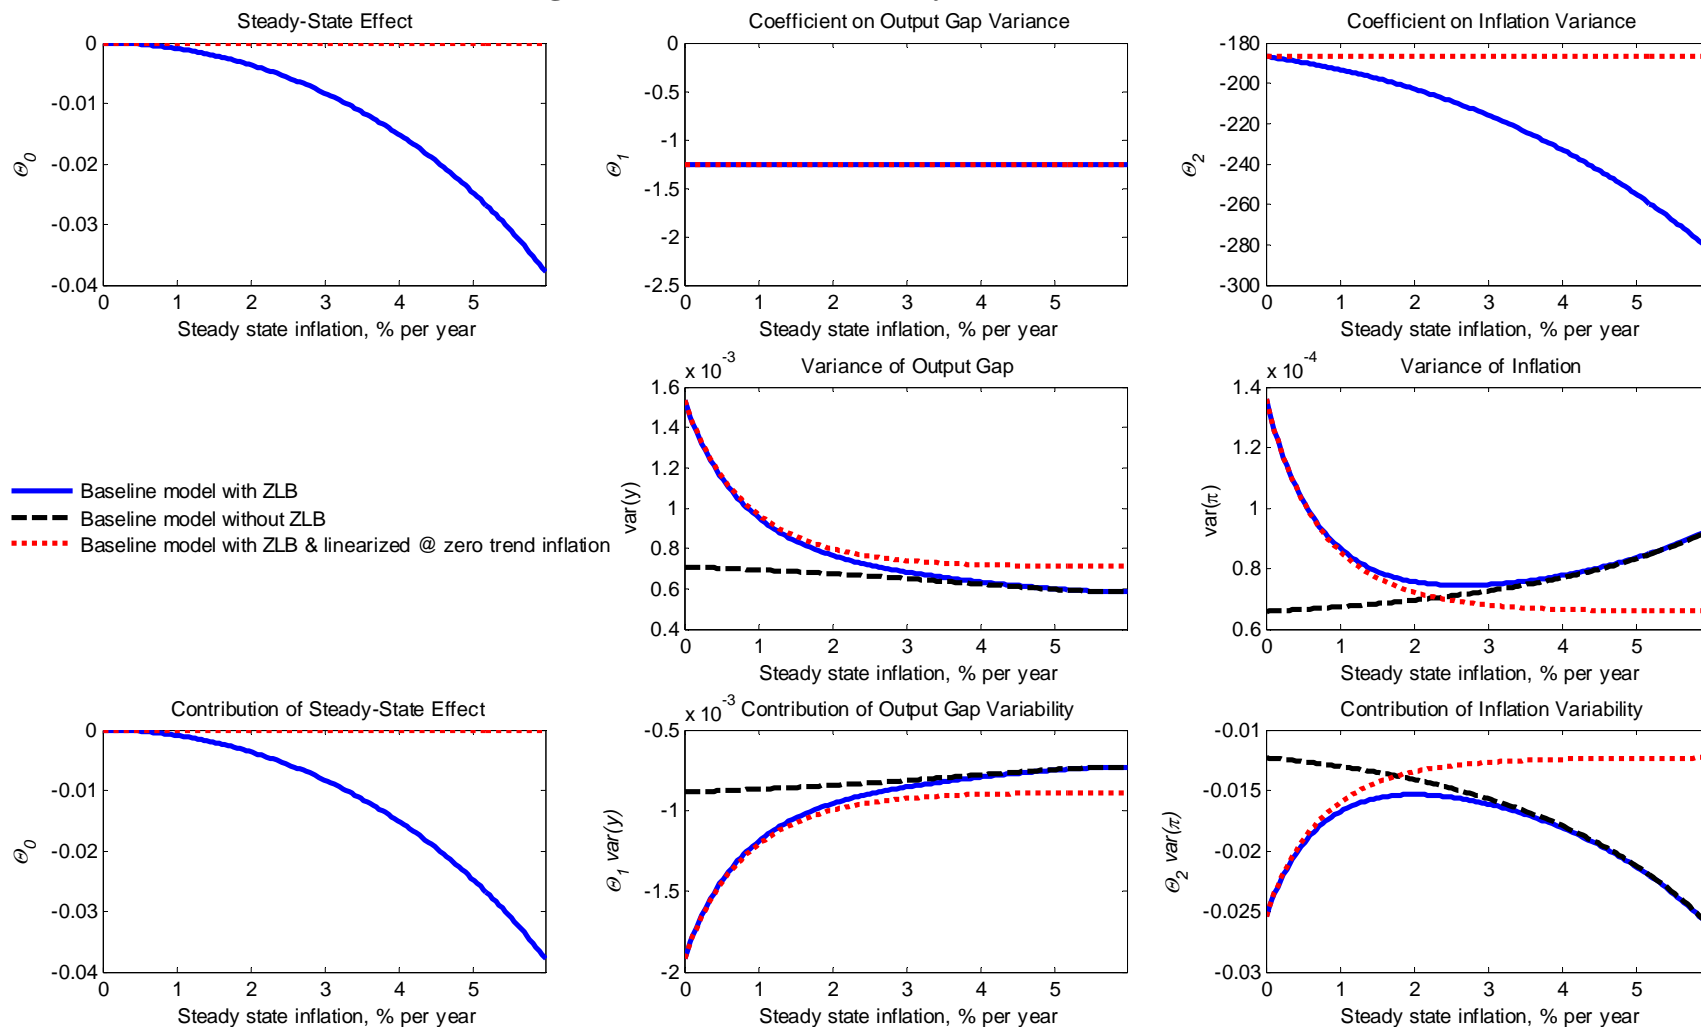 Steady-State Effect
0
-0.01
-0.02
-0.03
-0.04
Θ0
0 1 2 3 4 5
Steady state inflation, % per year
Coefficient on Output Gap Variance
0
-0.5
-1
-1.5
-2
-2.5
Θ1
0 1 2 3 4 5
Steady state inflation, % per year
Coefficient on Inflation Variance
-180
-200
-220
-240
-260
-280
-300
Θ2
0 1 2 3 4 5
Steady state inflation, % per year
Baseline model with ZLB
Baseline model without ZLB
Baseline model with ZLB & linearized @ zero trend inflation
x 10-3
Variance of Output Gap
1.6
1.4
1.2
1
0.8
0.6
0.4
var(y)
0 1 2 3 4 5
Steady state inflation, % per year
x 10-4
Variance of Inflation
1.4
1.2
1
0.8
0.6
var(π)
0 1 2 3 4 5
Steady state inflation, % per year
Contribution of Steady-State Effect
0
-0.01
-0.02
-0.03
-0.04
Θ0
0 1 2 3 4 5
Steady state inflation, % per year
x 10-3
Contribution of Output Gap Variability
-0.5
-1
-1.5
-2
Θ1 var(y)
0 1 2 3 4 5
Steady state inflation, % per year
Contribution of Inflation Variability
-0.01
-0.015
-0.02
-0.025
-0.03
Θ2 var(π)
0 1 2 3 4 5
Steady state inflation, % per year